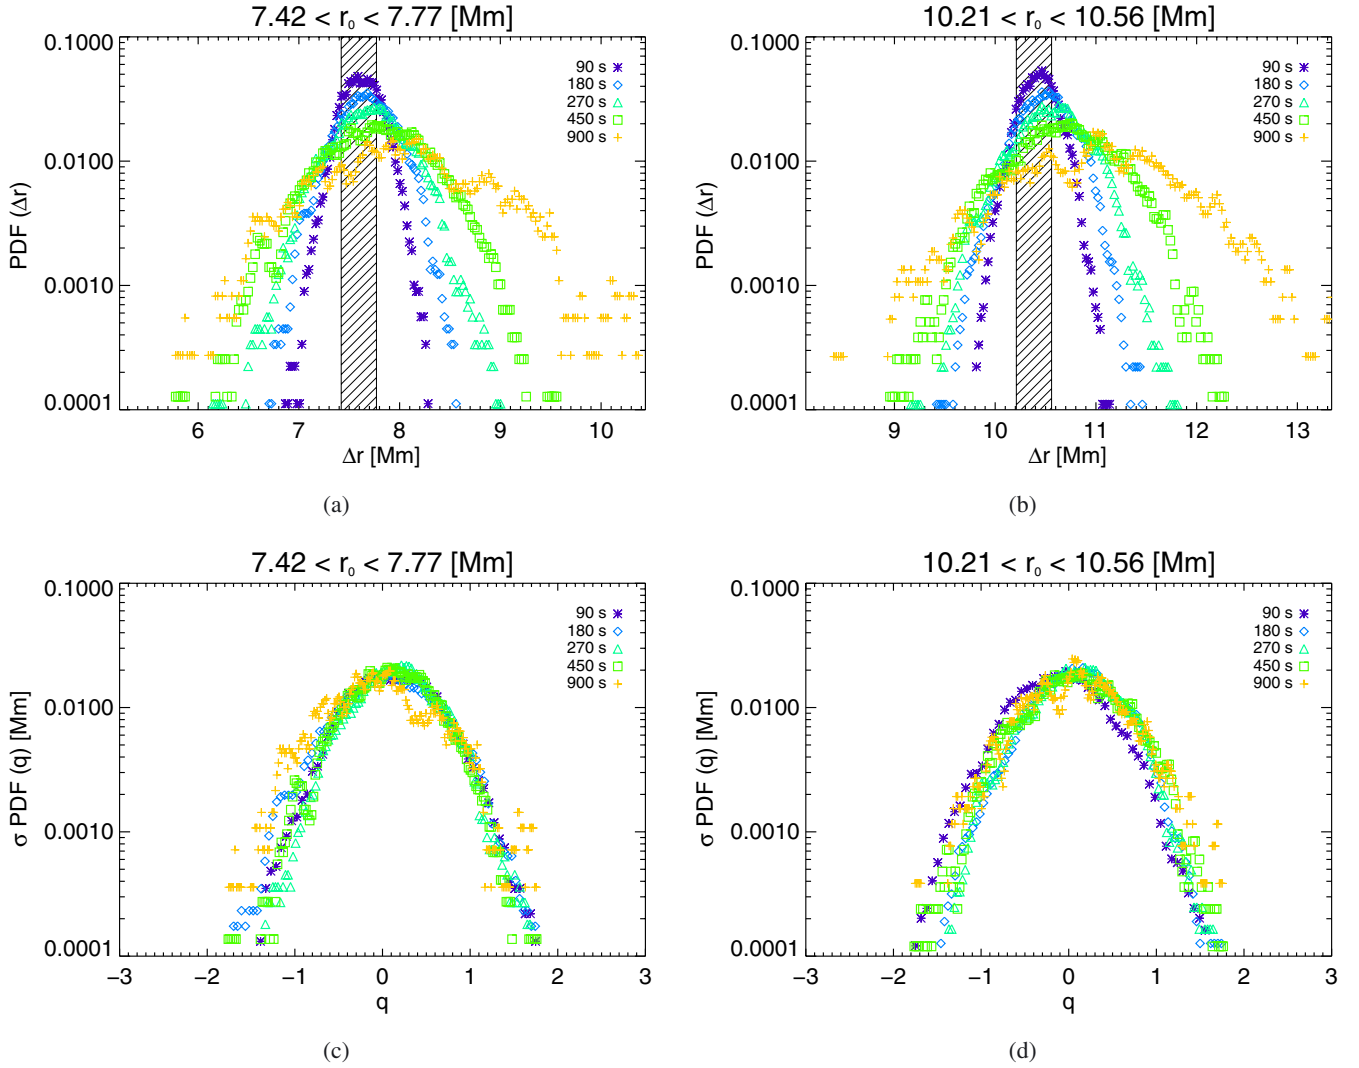 7.42 < r₀ < 7.77 [Mm]
0.1000
0.0100
0.0010
0.0001
PDF (Δr)
90 s
180 s
270 s
450 s
900 s
6 7 8 9 10
Δr [Mm]
(a)
10.21 < r₀ < 10.56 [Mm]
0.1000
0.0100
0.0010
0.0001
PDF (Δr)
90 s
180 s
270 s
450 s
900 s
9 10 11 12 13
Δr [Mm]
(b)
7.42 < r₀ < 7.77 [Mm]
0.1000
0.0100
0.0010
0.0001
σ PDF (q) [Mm]
90 s
180 s
270 s
450 s
900 s
−3 −2 −1 0 1 2 3
q
(c)
10.21 < r₀ < 10.56 [Mm]
0.1000
0.0100
0.0010
0.0001
σ PDF (q) [Mm]
90 s
180 s
270 s
450 s
900 s
−3 −2 −1 0 1 2 3
q
(d)